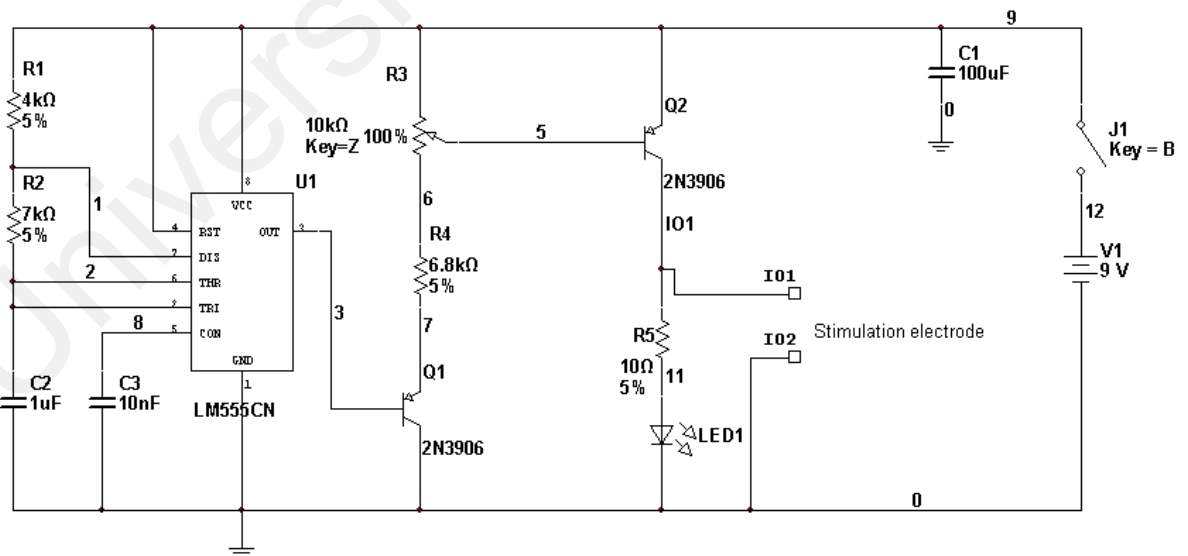 Univers
9
R1
4kΩ
5%
R2
7kΩ
5%
1
2
8
C2
1uF
C3
10nF
U1
8
VCC
4
RST
OUT
3
7
DIS
6
THR
2
TRI
5
CON
GND
1
LM555CN
3
R3
10kΩ
Key=Z
100%
6
R4
6.8kΩ
5%
7
Q1
2N3906
5
Q2
2N3906
IO1
IO1
IO2
Stimulation electrode
R5
10Ω
5%
11
LED1
C1
100uF
0
J1
Key = B
12
V1
9 V
0